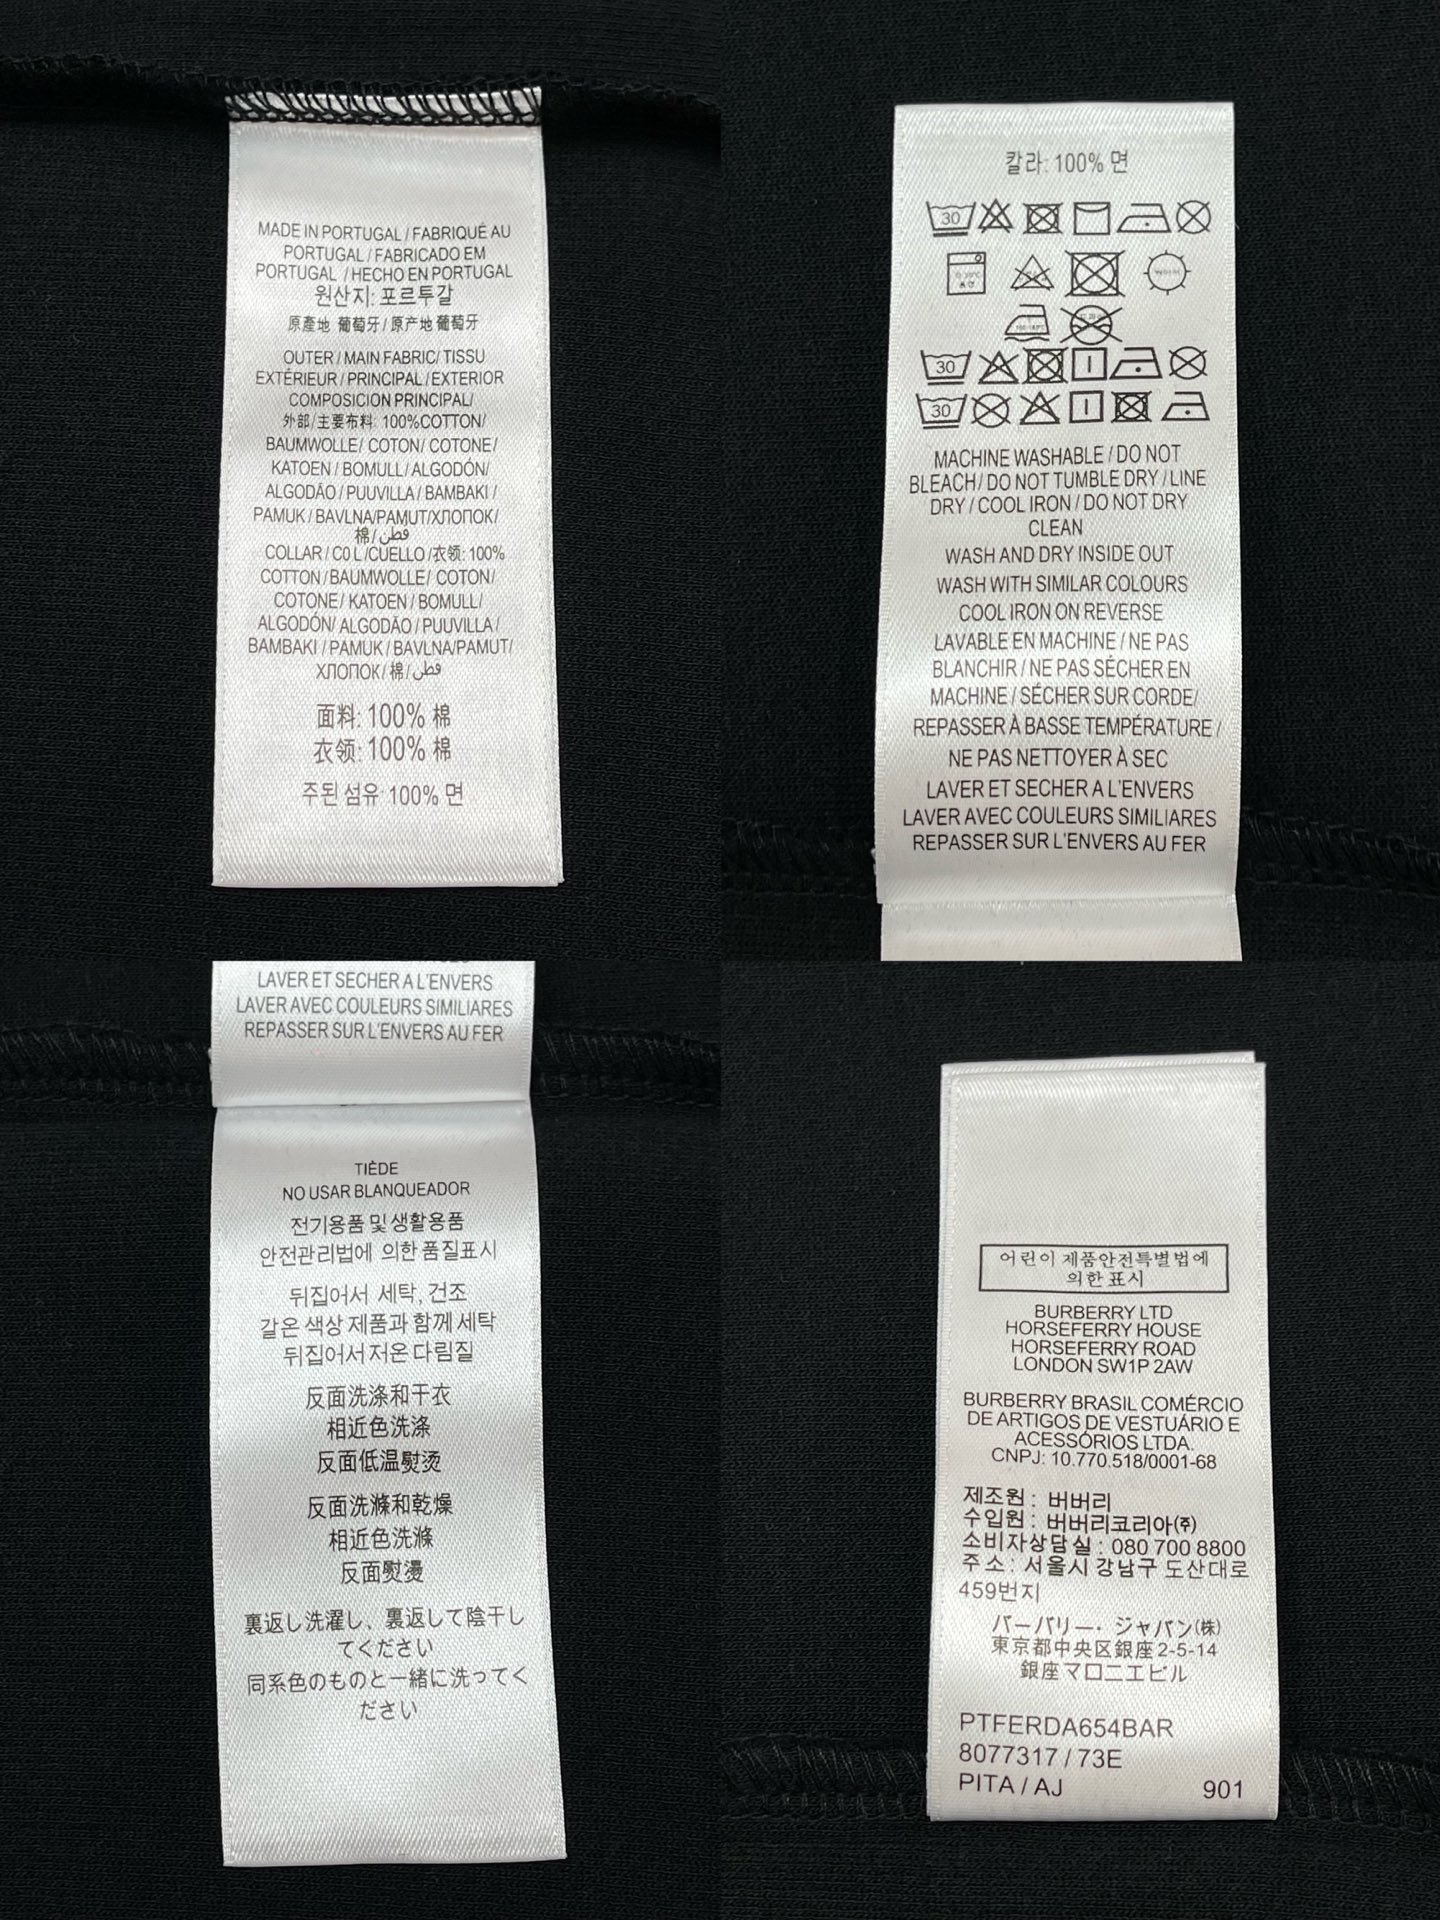 MADE IN PORTUGAL / FABRIQUÉ AU
PORTUGAL / FABRICADO EM
PORTUGAL / HECHO EN PORTUGAL
원산지: 포르투갈
原產地 葡萄牙 / 原产地 葡萄牙
OUTER / MAIN FABRIC/ TISSU
EXTÉRIEUR / PRINCIPAL / EXTERIOR
COMPOSICION PRINCIPAL/
外部/主要布料: 100%COTTON/
BAUMWOLLE/ COTON/ COTONE/
KATOEN / BOMULL/ ALGODÓN/
ALGODÃO / PUUVILLA / BAMBAKI /
PAMUK / BAVLNA/PAMUT/ХЛОПОК/
棉/قطن
COLLAR / C0 L /CUELLO /衣领: 100%
COTTON / BAUMWOLLE/ COTON/
COTONE / KATOEN / BOMULL/
ALGODÓN/ ALGODÃO / PUUVILLA /
BAMBAKI / PAMUK / BAVLNA/PAMUT/
ХЛОПОК/ 棉/قطن
面料: 100% 棉
衣领: 100% 棉
주된 섬유: 100% 면
칼라: 100% 면
30
30
30
MACHINE WASHABLE / DO NOT
BLEACH/ DO NOT TUMBLE DRY / LINE
DRY / COOL IRON / DO NOT DRY
CLEAN
WASH AND DRY INSIDE OUT
WASH WITH SIMILAR COLOURS
COOL IRON ON REVERSE
LAVABLE EN MACHINE / NE PAS
BLANCHIR / NE PAS SÉCHER EN
MACHINE / SÉCHER SUR CORDE/
REPASSER À BASSE TEMPÉRATURE /
NE PAS NETTOYER À SEC
LAVER ET SECHER A L'ENVERS
LAVER AVEC COULEURS SIMILIARES
REPASSER SUR L'ENVERS AU FER
LAVER ET SECHER A L'ENVERS
LAVER AVEC COULEURS SIMILIARES
REPASSER SUR L'ENVERS AU FER
TIÈDE
NO USAR BLANQUEADOR
전기용품 및 생활용품
안전관리법에 의한 품질표시
뒤집어서 세탁, 건조
같은 색상 제품과 함께 세탁
뒤집어서 저온 다림질
反面洗涤和干衣
相近色洗涤
反面低温熨烫
反面洗滌和乾燥
相近色洗滌
反面熨燙
裏返し洗濯し、裏返して陰干し
てください
同系色のものと一緒に洗ってく
ださい
어린이 제품안전특별법에
의한 표시
BURBERRY LTD
HORSEFERRY HOUSE
HORSEFERRY ROAD
LONDON SW1P 2AW
BURBERRY BRASIL COMÉRCIO
DE ARTIGOS DE VESTUÁRIO E
ACESSÓRIOS LTDA.
CNPJ: 10.770.518/0001-68
제조원 : 버버리
수입원 : 버버리코리아㈜
소비자상담실 : 080 700 8800
주소: 서울시 강남구 도산대로
459번지
バーバリー・ジャパン(株)
東京都中央区銀座2-5-14
銀座マロニエビル
PTFERDA654BAR
8077317 / 73E
PITA / AJ 901